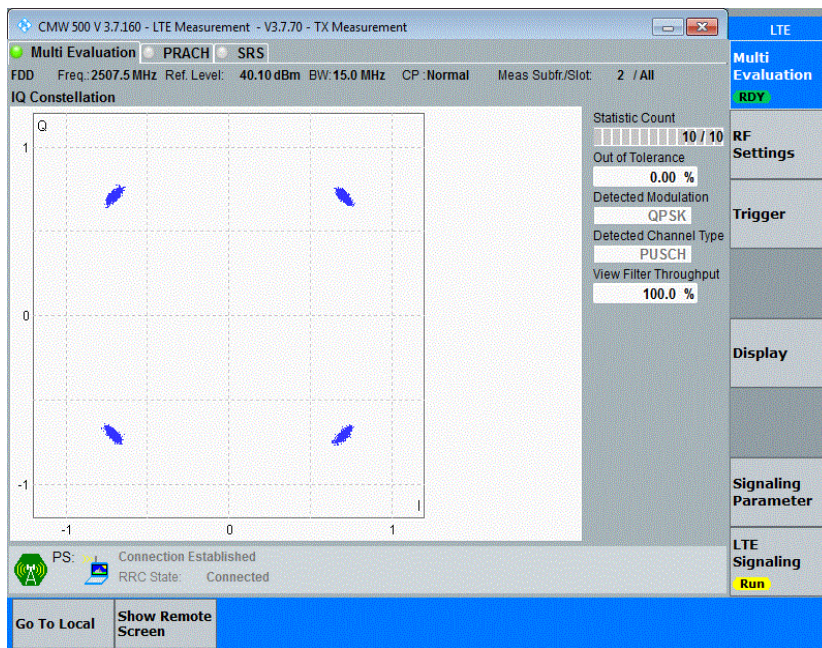 CMW 500 V 3.7.160 - LTE Measurement - V3.7.70 - TX Measurement
LTE
Multi Evaluation PRACH SRS
FDD Freq.: 2507.5 MHz Ref. Level: 40.10 dBm BW: 15.0 MHz CP : Normal Meas Subfr./Slot: 2 / All
IQ Constellation
Q
1
0
-1
I
-1 0 1
Statistic Count
10 / 10
Out of Tolerance
0.00 %
Detected Modulation
QPSK
Detected Channel Type
PUSCH
View Filter Throughput
100.0 %
Multi
Evaluation
RDY
RF
Settings
Trigger
Display
Signaling
Parameter
LTE
Signaling
Run
PS: Connection Established
RRC State: Connected
Go To Local
Show Remote
Screen